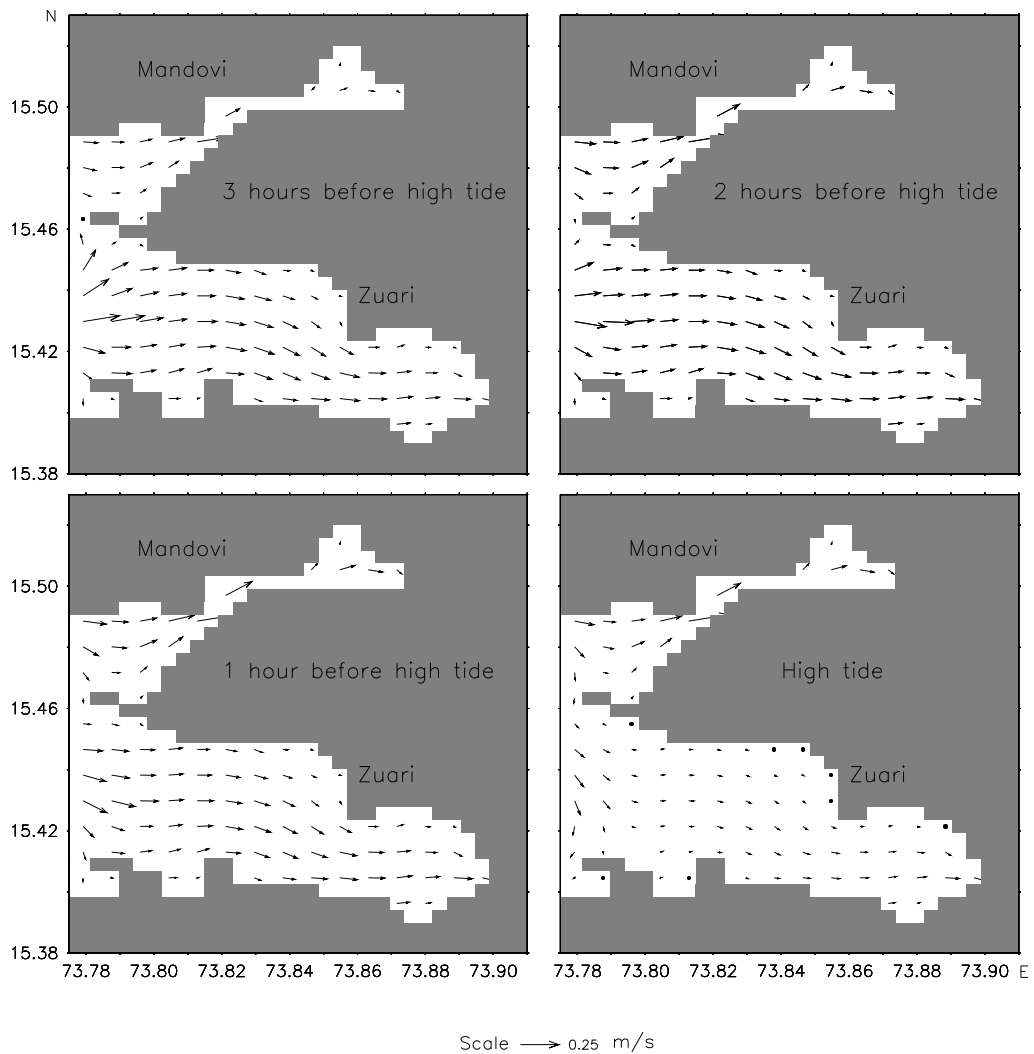 N
Mandovi
Mandovi
15.50
3 hours before high tide
2 hours before high tide
15.46
Zuari
Zuari
15.42
15.38
Mandovi
Mandovi
15.50
1 hour before high tide
High tide
15.46
Zuari
Zuari
15.42
15.38
73.78 73.80 73.82 73.84 73.86 73.88 73.90 73.78 73.80 73.82 73.84 73.86 73.88 73.90 E
Scale 0.25 m/s